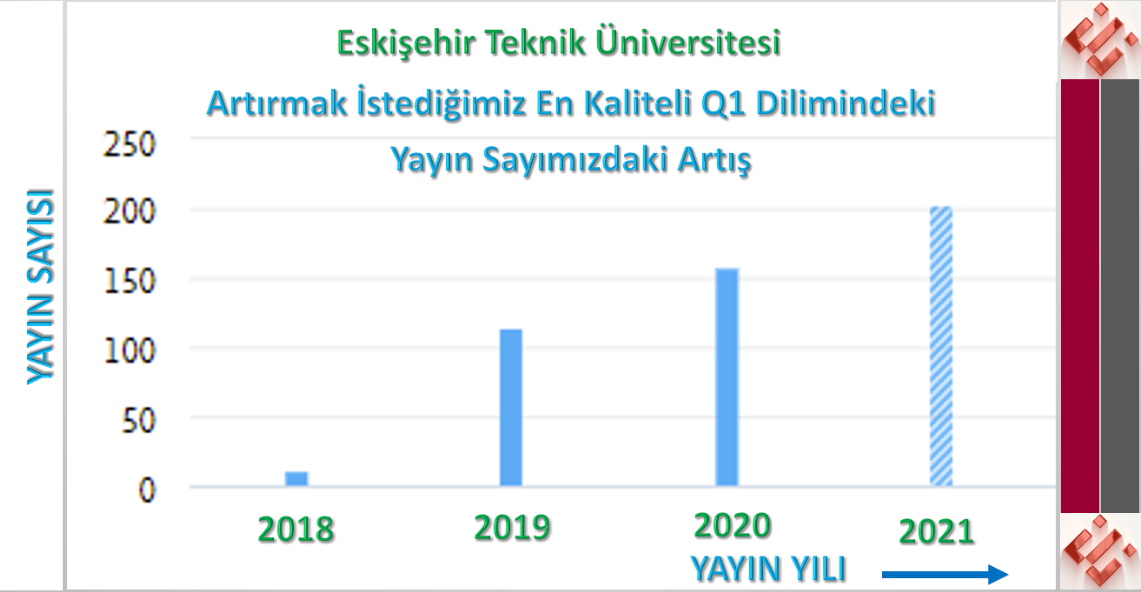 Eskişehir Teknik Üniversitesi
Artırmak İstediğimiz En Kaliteli Q1 Dilimindeki
Yayın Sayımızdaki Artış
YAYIN SAYISI
250
200
150
100
50
0
2018 2019 2020 2021
YAYIN YILI